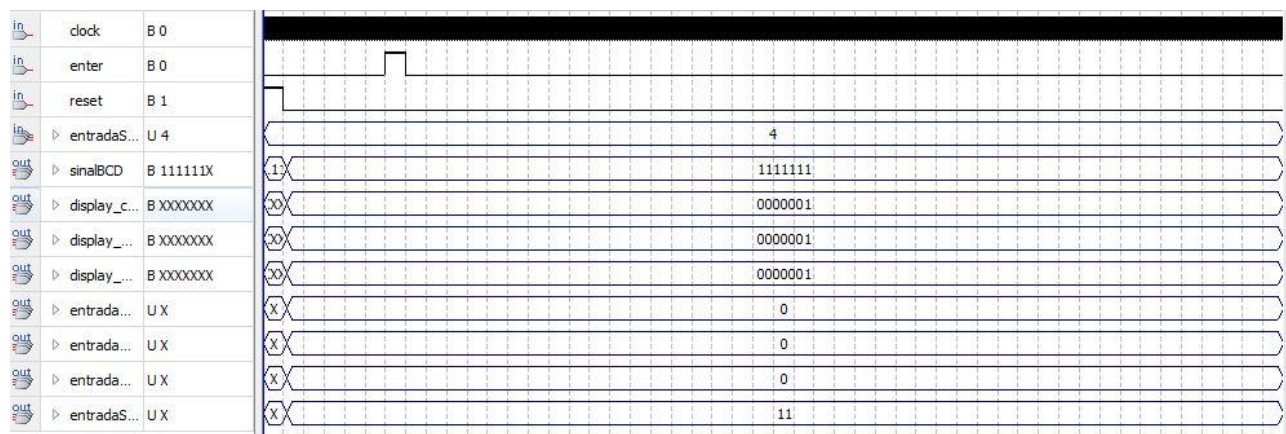 in clock B 0
in enter B 0
in reset B 1
in entradaS... U 4 4
out sinalBCD B 111111X 1111111
out display_c... B XXXXXXX XX 0000001
out display_... B XXXXXXX XX 0000001
out display_... B XXXXXXX XX 0000001
out entrada... U X X 0
out entrada... U X X 0
out entrada... U X X 0
out entradaS... U X X 11